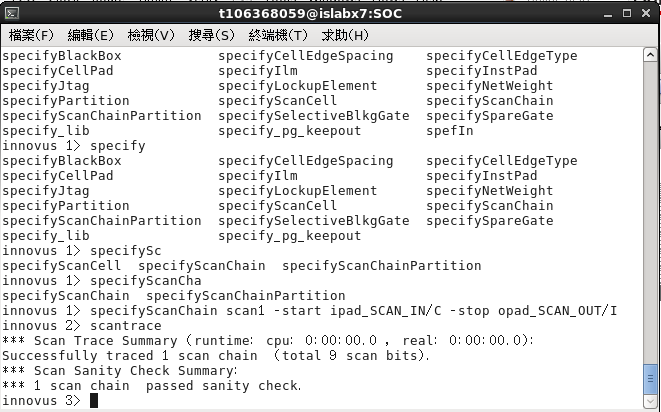 t106368059@islabx7:SOC
檔案(F) 編輯(E) 檢視(V) 搜尋(S) 終端機(T) 求助(H)
specifyBlackBox specifyCellEdgeSpacing specifyCellEdgeType
specifyCellPad specifyIlm specifyInstPad
specifyJtag specifyLockupElement specifyNetWeight
specifyPartition specifyScanCell specifyScanChain
specifyScanChainPartition specifySelectiveBlkgGate specifySpareGate
specify_lib specify_pg_keepout spefIn
innovus 1> specify
specifyBlackBox specifyCellEdgeSpacing specifyCellEdgeType
specifyCellPad specifyIlm specifyInstPad
specifyJtag specifyLockupElement specifyNetWeight
specifyPartition specifyScanCell specifyScanChain
specifyScanChainPartition specifySelectiveBlkgGate specifySpareGate
specify_lib specify_pg_keepout
innovus 1> specifySc
specifyScanCell specifyScanChain specifyScanChainPartition
innovus 1> specifyScanCha
specifyScanChain specifyScanChainPartition
innovus 1> specifyScanChain scan1 -start ipad_SCAN_IN/C -stop opad_SCAN_OUT/I
innovus 2> scantrace
*** Scan Trace Summary (runtime: cpu: 0:00:00.0 , real: 0:00:00.0):
Successfully traced 1 scan chain (total 9 scan bits).
*** Scan Sanity Check Summary:
*** 1 scan chain passed sanity check.
innovus 3>